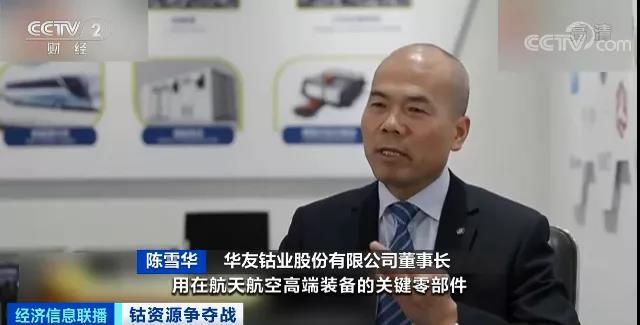 CCTV 2
财经
高清
CCTV.com
陈雪华 华友钴业股份有限公司董事长
用在航天航空高端装备的关键零部件
经济信息联播 钴资源争夺战